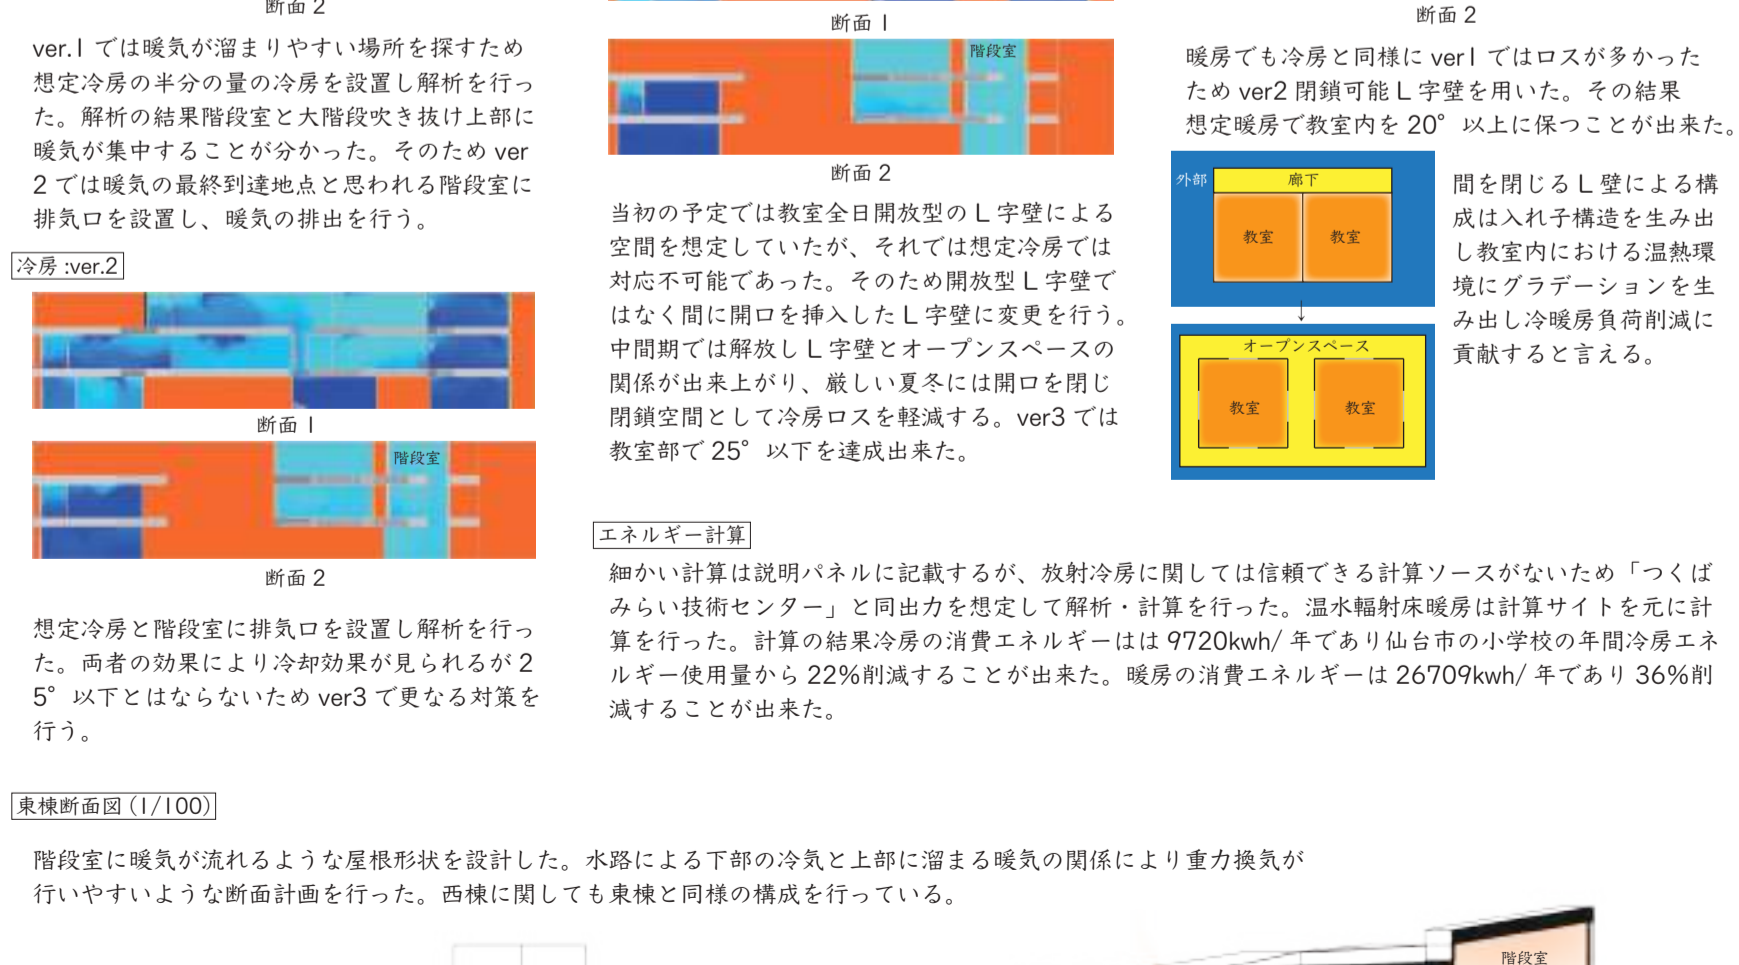 断面 2
ver.1 では暖気が溜まりやすい場所を探すため
想定冷房の半分の量の冷房を設置し解析を行っ
た。解析の結果階段室と大階段吹き抜け上部に
暖気が集中することが分かった。そのため ver
2 では暖気の最終到達地点と思われる階段室に
排気口を設置し、暖気の排出を行う。
冷房 :ver.2
断面 1
階段室
断面 2
想定冷房と階段室に排気口を設置し解析を行っ
た。両者の効果により冷却効果が見られるが 2
5°以下とはならないため ver3 で更なる対策を
行う。
断面 1
階段室
断面 2
当初の予定では教室全日開放型の L 字壁による
空間を想定していたが、それでは想定冷房では
対応不可能であった。そのため開放型 L 字壁で
はなく間に開口を挿入した L 字壁に変更を行う。
中間期では解放し L 字壁とオープンスペースの
関係が出来上がり、厳しい夏冬には開口を閉じ
閉鎖空間として冷房ロスを軽減する。ver3 では
教室部で 25°以下を達成出来た。
断面 2
暖房でも冷房と同様に ver1 ではロスが多かった
ため ver2 閉鎖可能 L 字壁を用いた。その結果
想定暖房で教室内を 20°以上に保つことが出来た。
外部
廊下
教室
教室
↓
オープンスペース
教室
教室
間を閉じる L 壁による構
成は入れ子構造を生み出
し教室内における温熱環
境にグラデーションを生
み出し冷暖房負荷削減に
貢献すると言える。
エネルギー計算
細かい計算は説明パネルに記載するが、放射冷房に関しては信頼できる計算ソースがないため「つくば
みらい技術センター」と同出力を想定して解析・計算を行った。温水輻射床暖房は計算サイトを元に計
算を行った。計算の結果冷房の消費エネルギーはは 9720kwh/ 年であり仙台市の小学校の年間冷房エネ
ルギー使用量から 22%削減することが出来た。暖房の消費エネルギーは 26709kwh/ 年であり 36%削
減することが出来た。
東棟断面図 (1/100)
階段室に暖気が流れるような屋根形状を設計した。水路による下部の冷気と上部に溜まる暖気の関係により重力換気が
行いやすいような断面計画を行った。西棟に関しても東棟と同様の構成を行っている。
階段室